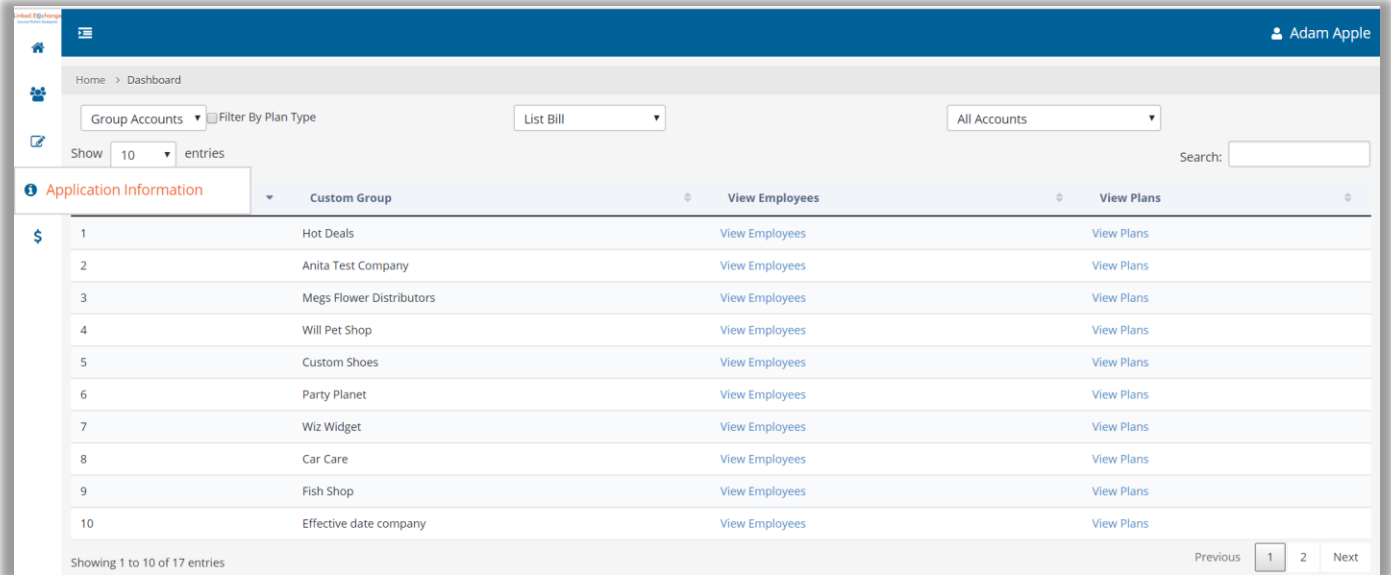 Linked E@xchange
Adam Apple
Home > Dashboard
Group Accounts Filter By Plan Type List Bill All Accounts
Show 10 entries Search:
Application Information
Custom Group View Employees View Plans
1 Hot Deals View Employees View Plans
2 Anita Test Company View Employees View Plans
3 Megs Flower Distributors View Employees View Plans
4 Will Pet Shop View Employees View Plans
5 Custom Shoes View Employees View Plans
6 Party Planet View Employees View Plans
7 Wiz Widget View Employees View Plans
8 Car Care View Employees View Plans
9 Fish Shop View Employees View Plans
10 Effective date company View Employees View Plans
Showing 1 to 10 of 17 entries Previous 1 2 Next